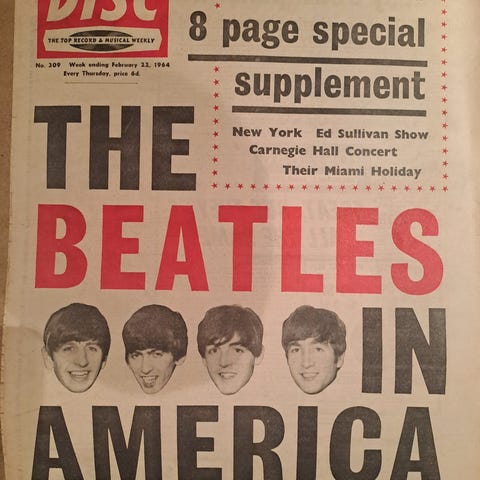 DISC
THE TOP RECORD & MUSICAL WEEKLY
No. 309 Week ending February 22, 1964
Every Thursday, price 6d.
8 page special
supplement
New York Ed Sullivan Show
Carnegie Hall Concert
Their Miami Holiday
THE
BEATLES
IN
AMERICA